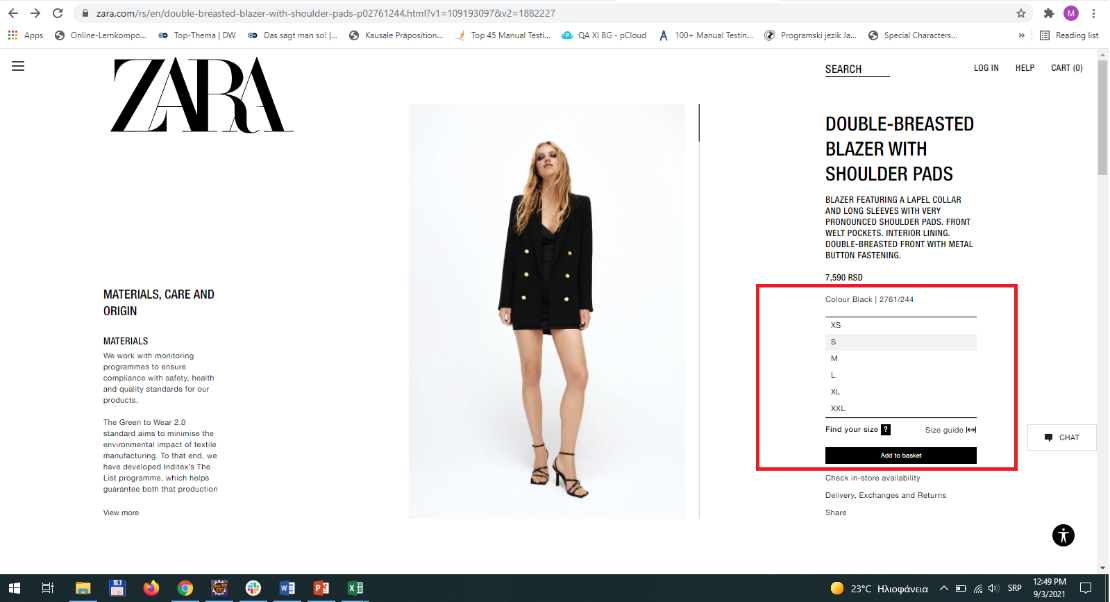 zara.com/rs/en/double-breasted-blazer-with-shoulder-pads-p02761244.html?v1=109193097&v2=1882227
M
Apps
Online-Lernkompo...
Top-Thema | DW
Das sagt man so! |...
Kausale Präposition...
Top 45 Manual Testi...
QA XI BG - pCloud
100+ Manual Testin...
Programski jezik Ja...
Special Characters...
»
Reading list
ZARA
SEARCH
LOG IN
HELP
CART (0)
DOUBLE-BREASTED
BLAZER WITH
SHOULDER PADS
BLAZER FEATURING A LAPEL COLLAR
AND LONG SLEEVES WITH VERY
PRONOUNCED SHOULDER PADS. FRONT
WELT POCKETS. INTERIOR LINING.
DOUBLE-BREASTED FRONT WITH METAL
BUTTON FASTENING.
7,590 RSD
Colour Black | 2761/244
XS
S
M
L
XL
XXL
Find your size ?
Size guide
Add to basket
Check in-store availability
Delivery, Exchanges and Returns
Share
CHAT
MATERIALS, CARE AND
ORIGIN
MATERIALS
We work with monitoring
programmes to ensure
compliance with safety, health
and quality standards for our
products.
The Green to Wear 2.0
standard aims to minimise the
environmental impact of textile
manufacturing. To that end, we
have developed Inditex's The
List programme, which helps
guarantee both that production
View more
23°C Ηλιοφάνεια
SRP
12:49 PM
9/3/2021